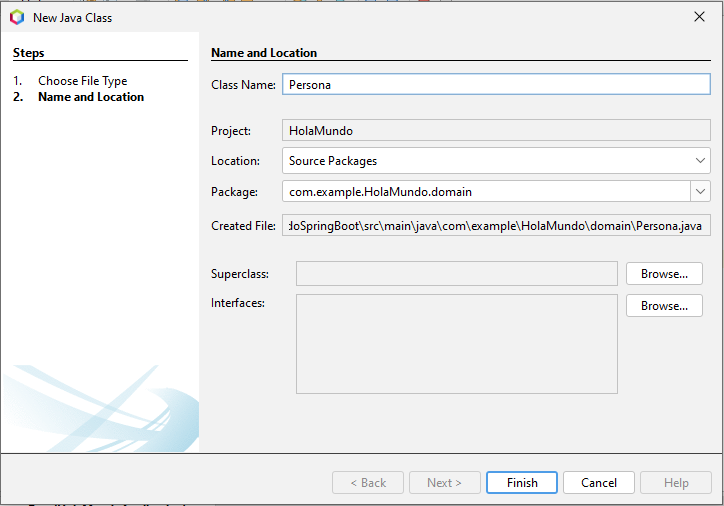 New Java Class
Steps
1. Choose File Type
2. Name and Location
Name and Location
Class Name: Persona
Project: HolaMundo
Location: Source Packages
Package: com.example.HolaMundo.domain
Created File: doSpringBoot\src\main\java\com\example\HolaMundo\domain\Persona.java
Superclass: Browse...
Interfaces: Browse...
< Back Next > Finish Cancel Help